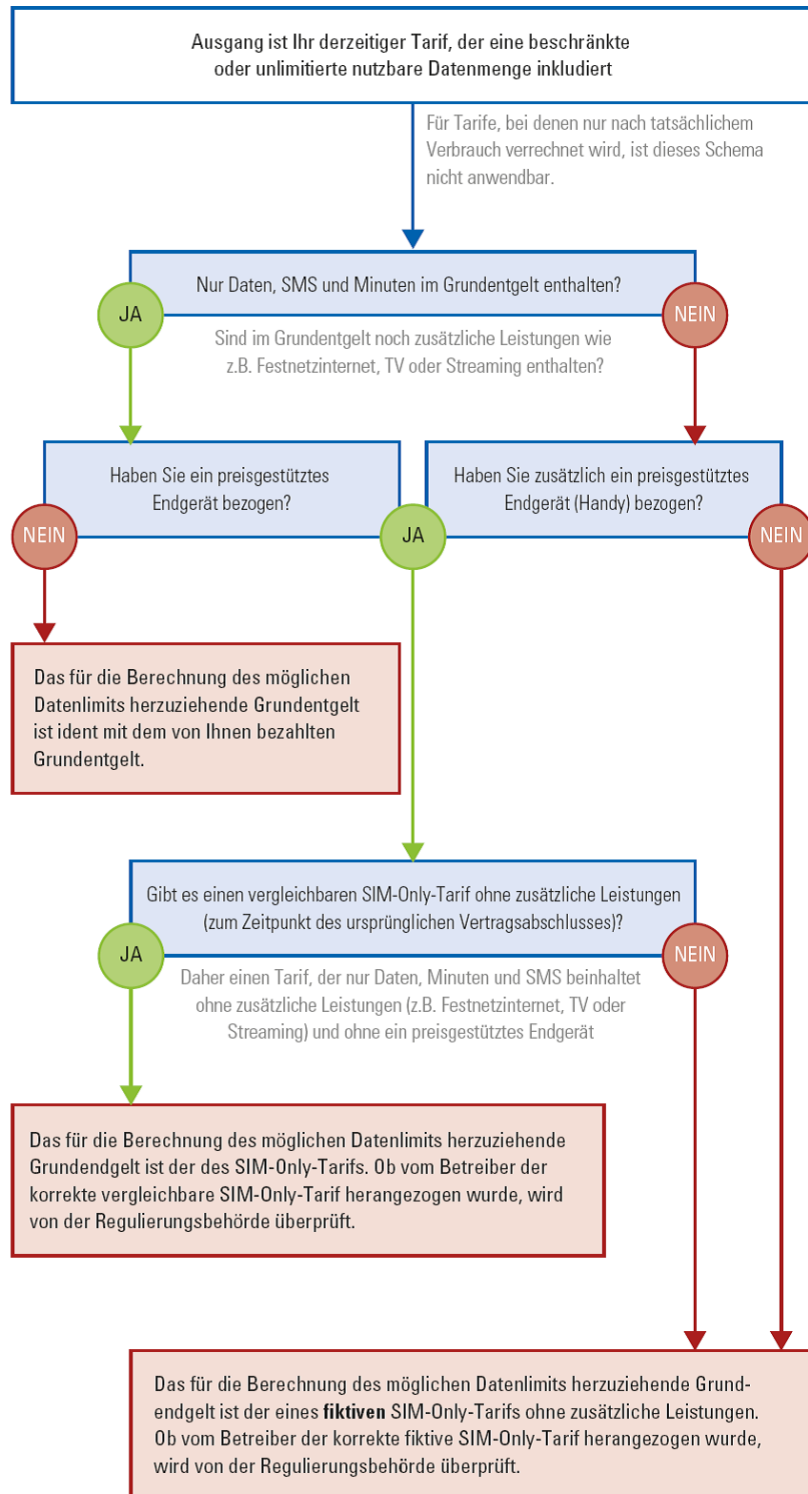 Ausgang ist Ihr derzeitiger Tarif, der eine beschränkte
oder unlimitierte nutzbare Datenmenge inkludiert
Für Tarife, bei denen nur nach tatsächlichem
Verbrauch verrechnet wird, ist dieses Schema
nicht anwendbar.
Nur Daten, SMS und Minuten im Grundentgelt enthalten?
JA
NEIN
Sind im Grundentgelt noch zusätzliche Leistungen wie
z.B. Festnetzinternet, TV oder Streaming enthalten?
Haben Sie ein preisgestütztes
Endgerät bezogen?
Haben Sie zusätzlich ein preisgestütztes
Endgerät (Handy) bezogen?
NEIN
JA
NEIN
Das für die Berechnung des möglichen
Datenlimits herzuziehende Grundentgelt
ist ident mit dem von Ihnen bezahlten
Grundentgelt.
Gibt es einen vergleichbaren SIM-Only-Tarif ohne zusätzliche Leistungen
(zum Zeitpunkt des ursprünglichen Vertragsabschlusses)?
JA
NEIN
Daher einen Tarif, der nur Daten, Minuten und SMS beinhaltet
ohne zusätzliche Leistungen (z.B. Festnetzinternet, TV oder
Streaming) und ohne ein preisgestütztes Endgerät
Das für die Berechnung des möglichen Datenlimits herzuziehende
Grundendgelt ist der des SIM-Only-Tarifs. Ob vom Betreiber der
korrekte vergleichbare SIM-Only-Tarif herangezogen wurde, wird
von der Regulierungsbehörde überprüft.
Das für die Berechnung des möglichen Datenlimits herzuziehende Grund-
endgelt ist der eines fiktiven SIM-Only-Tarifs ohne zusätzliche Leistungen.
Ob vom Betreiber der korrekte fiktive SIM-Only-Tarif herangezogen wurde,
wird von der Regulierungsbehörde überprüft.